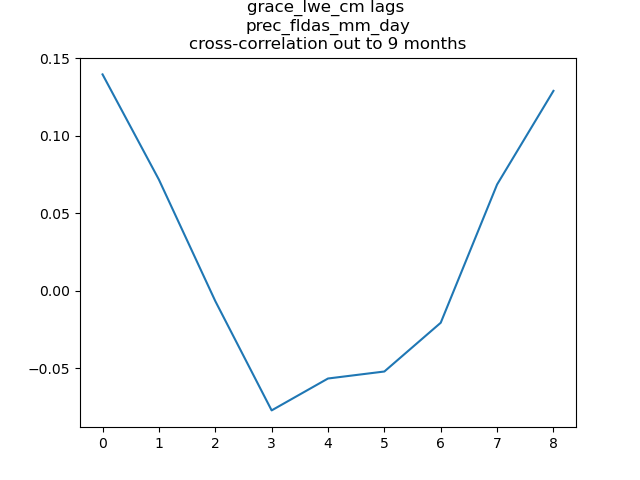 grace_lwe_cm lags
prec_fldas_mm_day
cross-correlation out to 9 months
0.15
0.10
0.05
0.00
−0.05
0 1 2 3 4 5 6 7 8